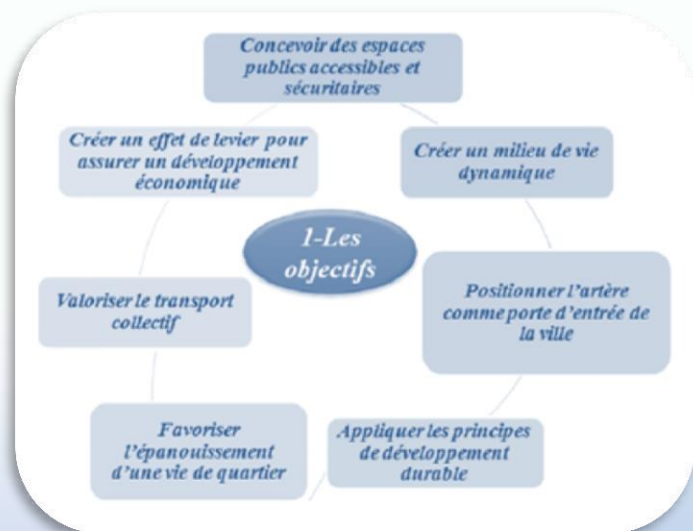 Concevoir des espaces
publics accessibles et
sécuritaires
Créer un milieu de vie
dynamique
Positionner l'artère
comme porte d'entrée de
la ville
Appliquer les principes
de développement
durable
Favoriser
l'épanouissement
d'une vie de quartier
Valoriser le transport
collectif
Créer un effet de levier pour
assurer un développement
économique
1-Les
objectifs